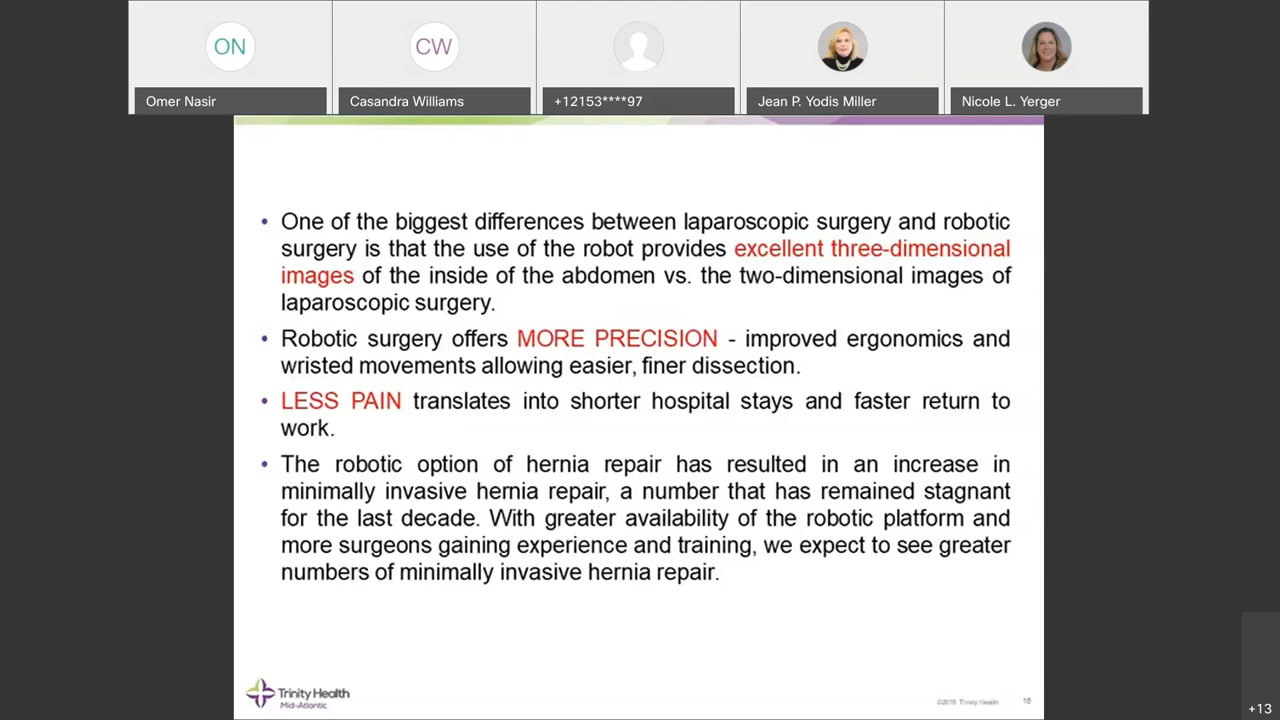 ON
CW
Omer Nasir
Casandra Williams
+12153****97
Jean P. Yodis Miller
Nicole L. Yerger
• One of the biggest differences between laparoscopic surgery and robotic
surgery is that the use of the robot provides excellent three-dimensional
images of the inside of the abdomen vs. the two-dimensional images of
laparoscopic surgery.
• Robotic surgery offers MORE PRECISION - improved ergonomics and
wristed movements allowing easier, finer dissection.
• LESS PAIN translates into shorter hospital stays and faster return to
work.
• The robotic option of hernia repair has resulted in an increase in
minimally invasive hernia repair, a number that has remained stagnant
for the last decade. With greater availability of the robotic platform and
more surgeons gaining experience and training, we expect to see greater
numbers of minimally invasive hernia repair.
Trinity Health
Mid-Atlantic
Trinity Health
+13